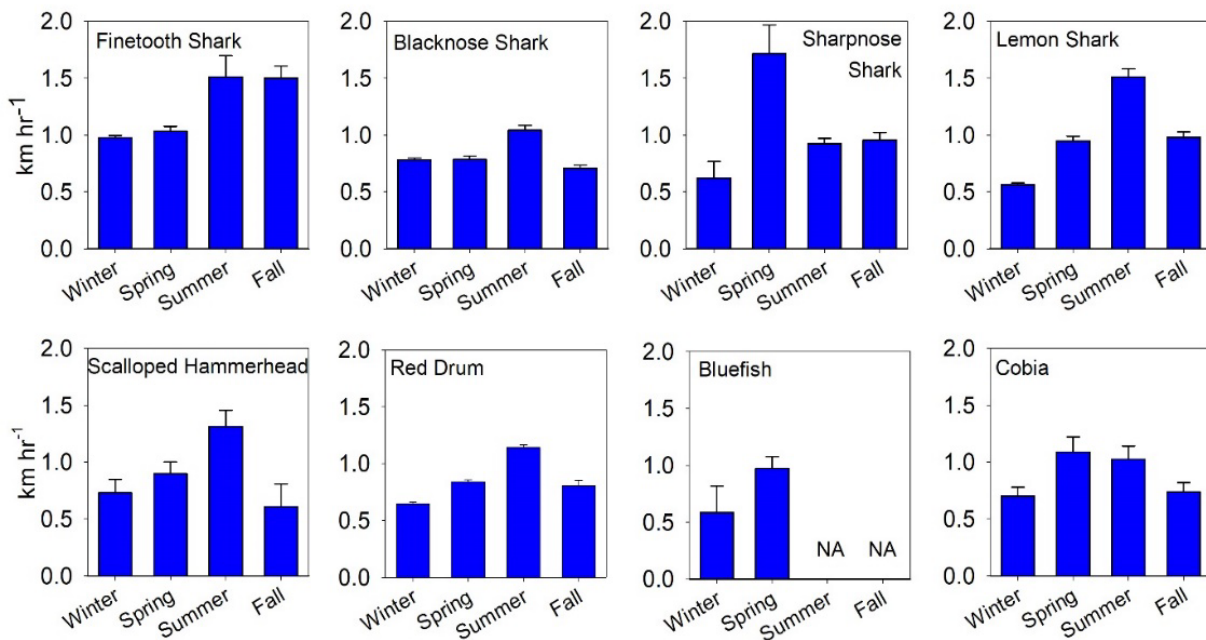 Finetooth Shark
2.0
1.5
1.0
0.5
0.0
km hr⁻¹
Winter Spring Summer Fall
Blacknose Shark
2.0
1.5
1.0
0.5
0.0
Winter Spring Summer Fall
Sharpnose
Shark
2.0
1.5
1.0
0.5
0.0
Winter Spring Summer Fall
Lemon Shark
2.0
1.5
1.0
0.5
0.0
Winter Spring Summer Fall
Scalloped Hammerhead
2.0
1.5
1.0
0.5
0.0
km hr⁻¹
Winter Spring Summer Fall
Red Drum
2.0
1.5
1.0
0.5
0.0
Winter Spring Summer Fall
Bluefish
2.0
1.5
1.0
0.5
0.0
NA NA
Winter Spring Summer Fall
Cobia
2.0
1.5
1.0
0.5
0.0
Winter Spring Summer Fall